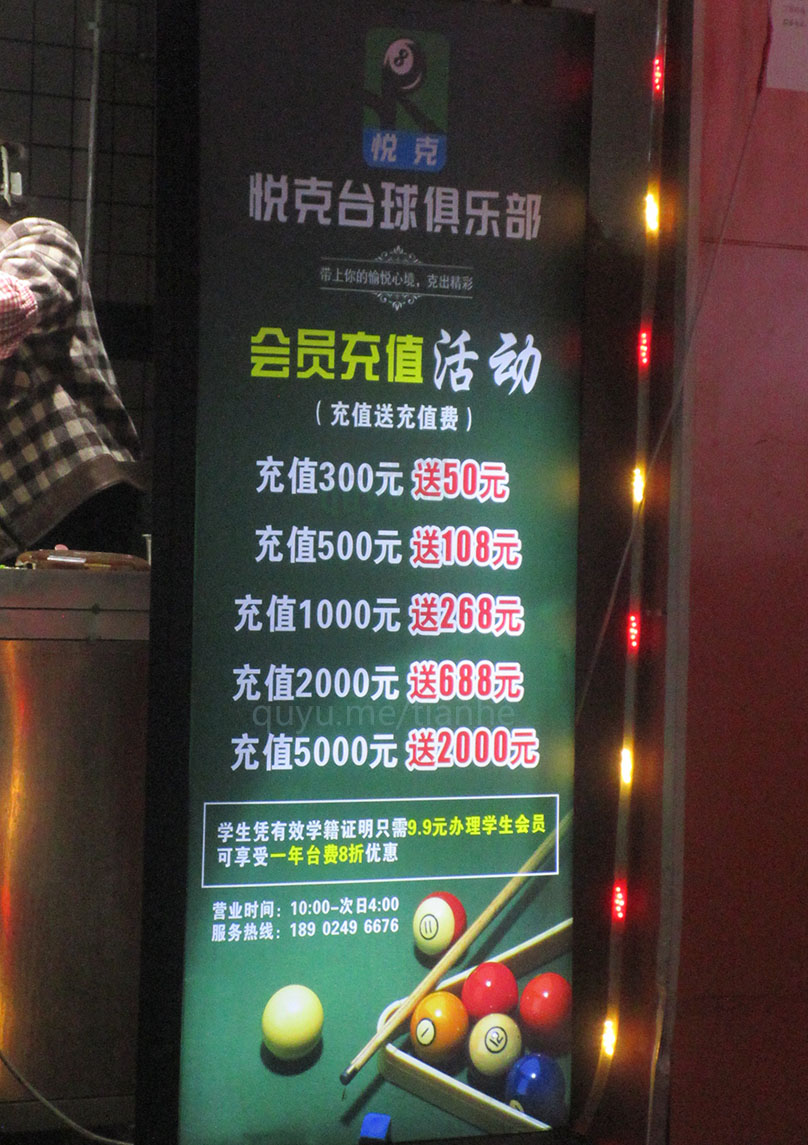 8
悦克
悦克台球俱乐部
带上你的愉悦心境，克出精彩
会员充值活动
（充值送充值费）
充值300元 送50元
充值500元 送108元
充值1000元 送268元
充值2000元 送688元
quyu.me/tianhe
充值5000元 送2000元
学生凭有效学籍证明只需9.9元办理学生会员
可享受一年台费8折优惠
营业时间：10:00-次日4:00
服务热线：189 0249 6676
11
1
12